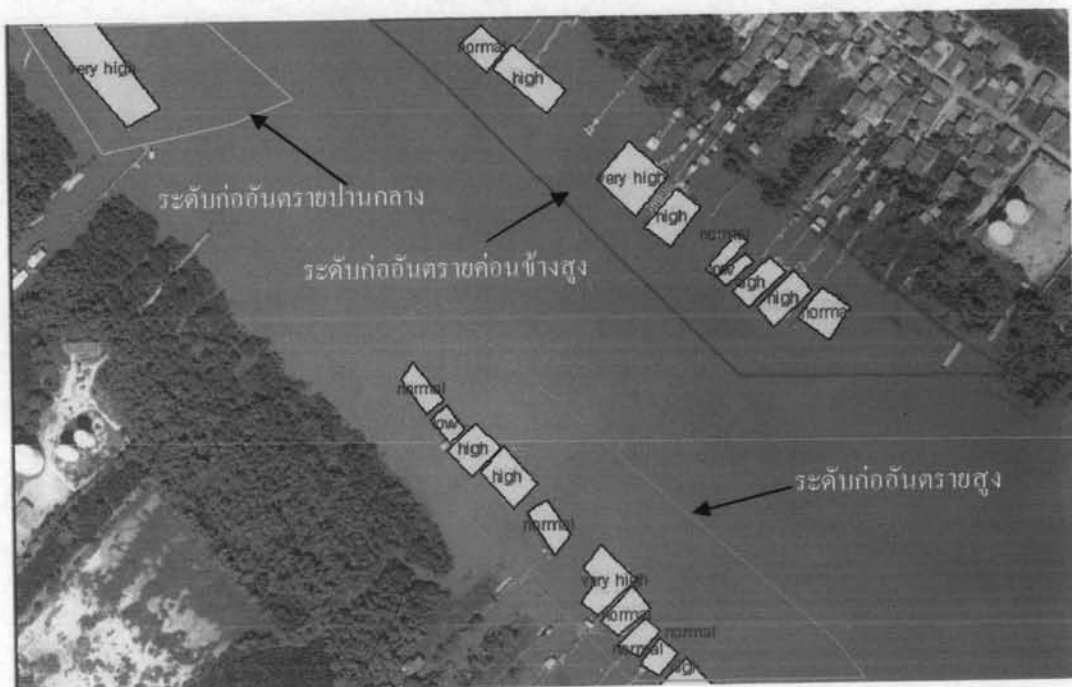 normal
very high
high
ระดับก่ออันตรายปานกลาง
very high
high
normal
ระดับก่ออันตรายค่อนข้างสูง
high
high
normal
normal
low
high
high
ระดับก่ออันตรายสูง
normal
very high
normal
normal
normal
high